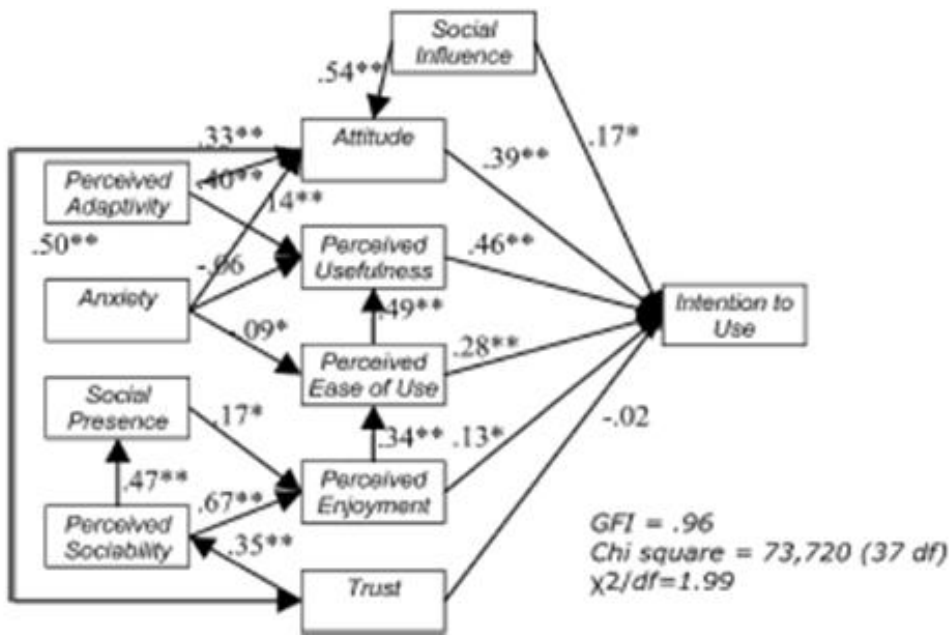 Social
Influence
.54**
Attitude
.17*
.33**
.39**
Perceived
Adaptivity
.40**
.14**
Perceived
Usefulness
.46**
.50**
-.06
Anxiety
Intention to
Use
.49**
-.09*
Perceived
Ease of Use
.28**
Social
Presence
.17*
-.02
.34**
.13*
.47**
Perceived
Enjoyment
.67**
Perceived
Sociability
.35**
GFI = .96
Chi square = 73,720 (37 df)
χ2/df=1.99
Trust